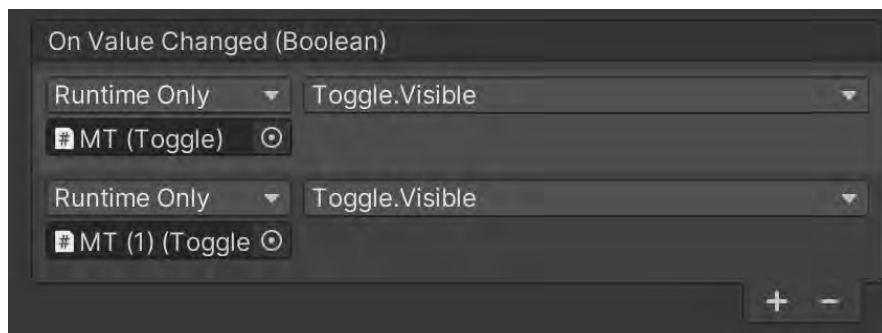 On Value Changed (Boolean)
Runtime Only Toggle.Visible
# MT (Toggle)
Runtime Only Toggle.Visible
# MT (1) (Toggle
+ −